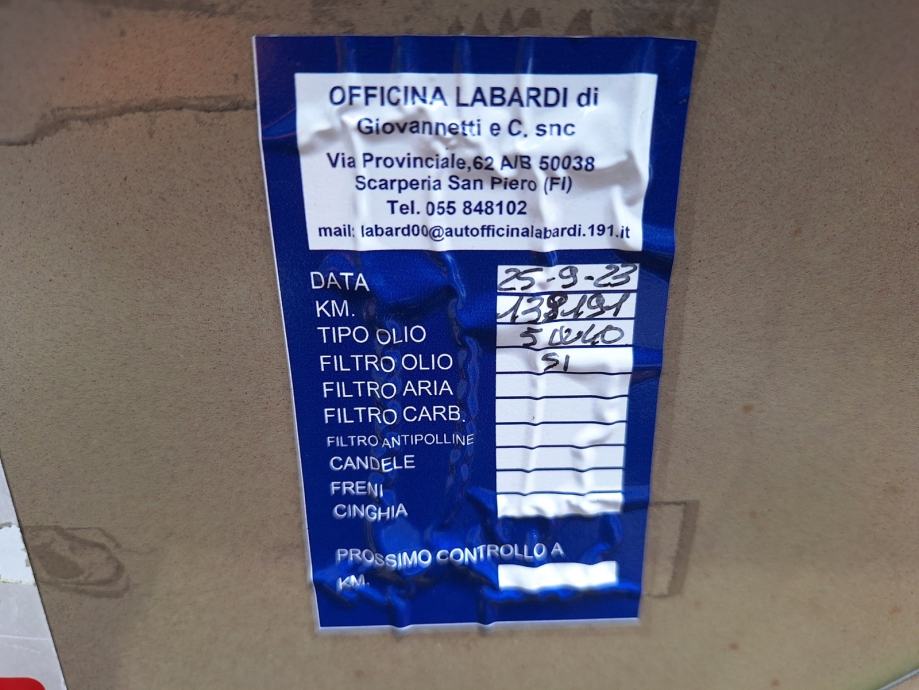 OFFICINA LABARDI di
Giovannetti e C. snc
Via Provinciale,62 A/B 50038
Scarperia San Piero (FI)
Tel. 055 848102
mail: labard00@autofficinalabardi.191.it
DATA 25-9-23
KM. 138191
TIPO OLIO 5W40
FILTRO OLIO SI
FILTRO ARIA
FILTRO CARB.
FILTRO ANTIPOLLINE
CANDELE
FRENI
CINGHIA
PROSSIMO CONTROLLO A
KM.